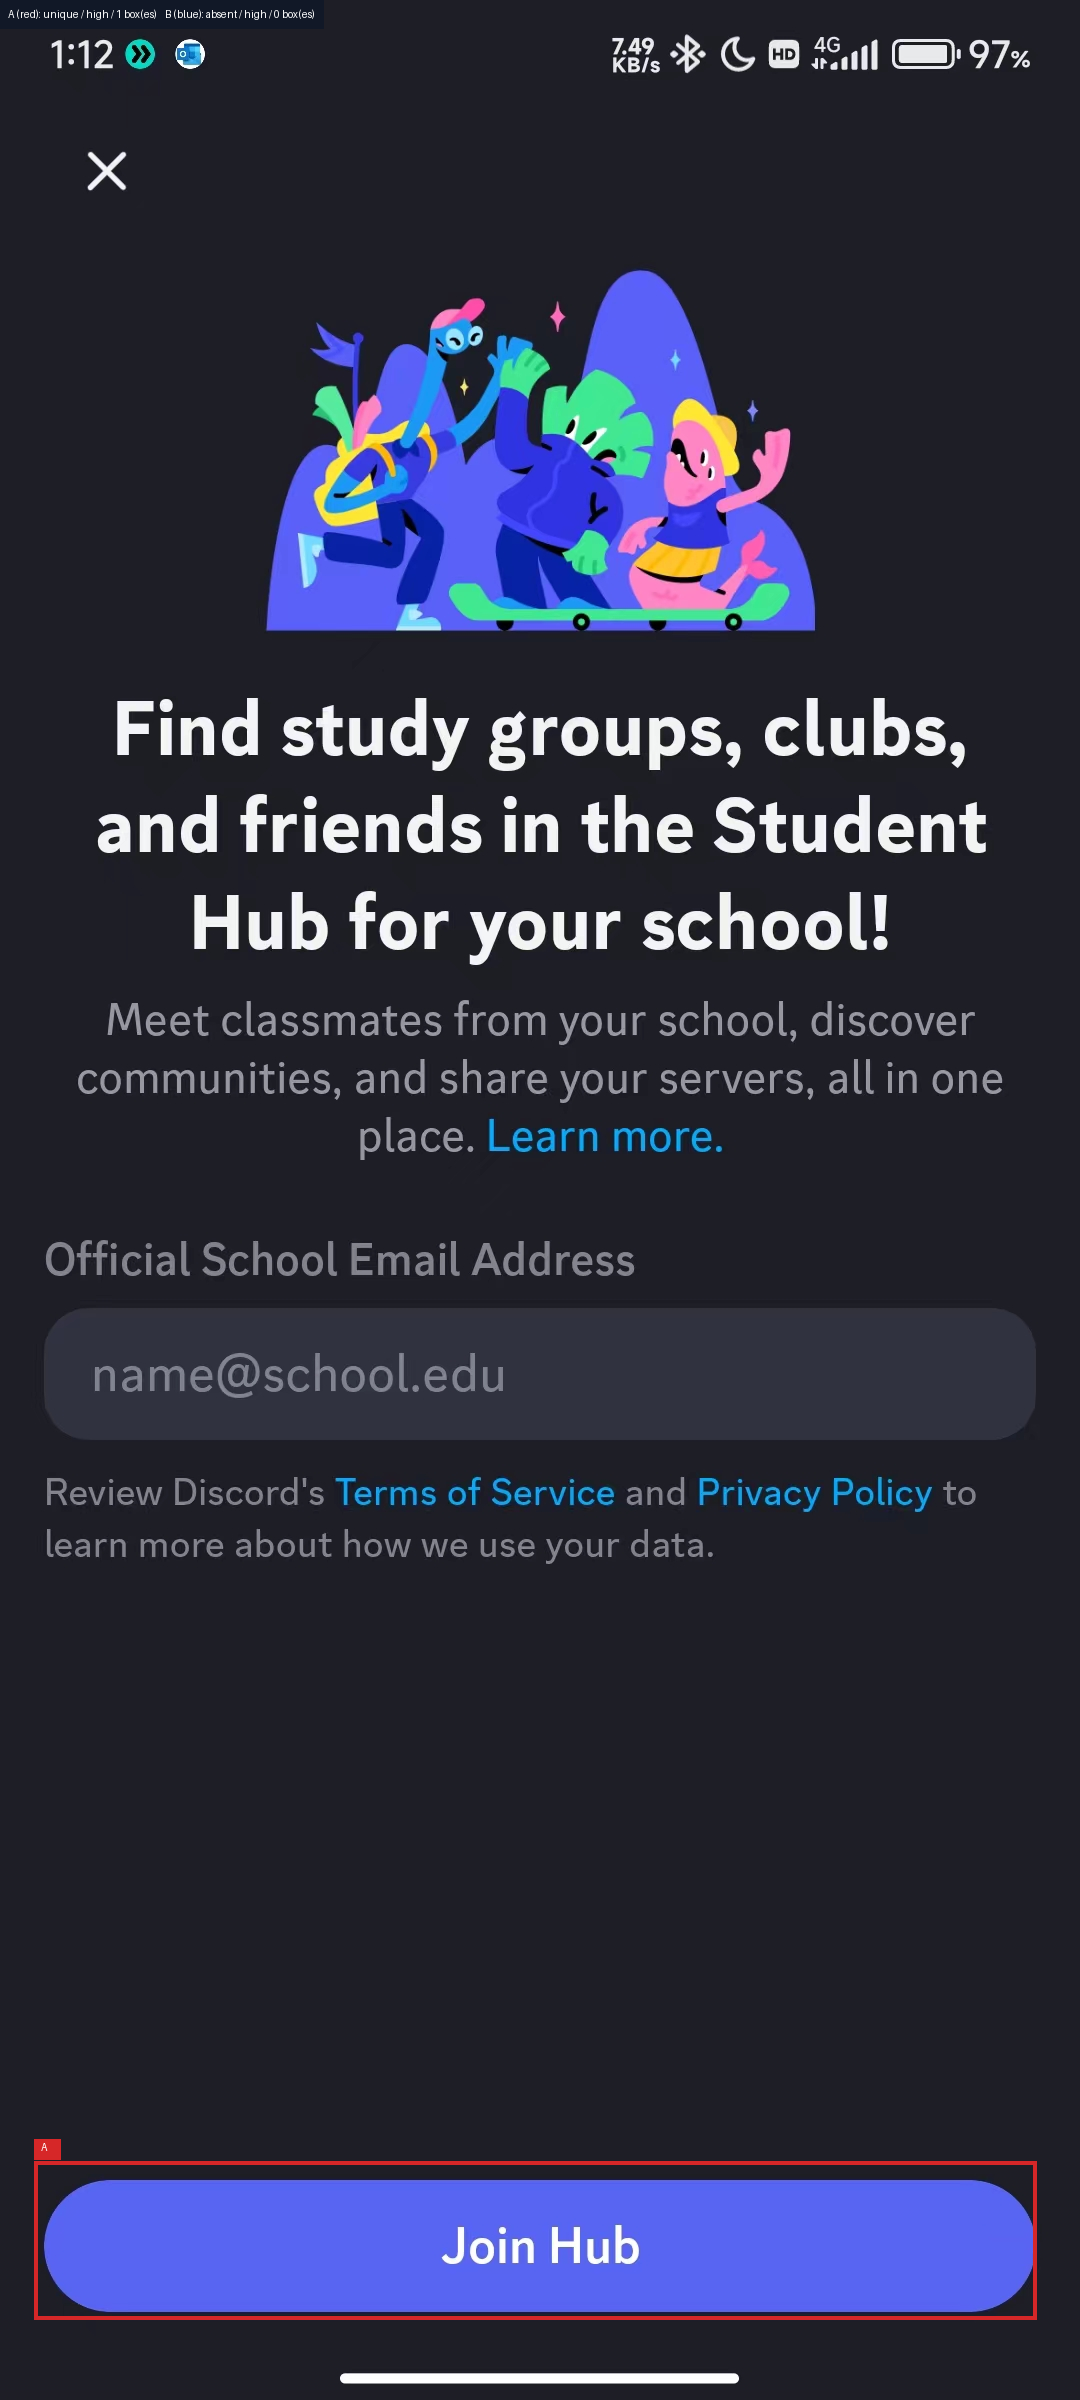 A (red): unique / high / 1 box(es) B (blue): absent / high / 0 box(es)
1:12 7.49 KB/s HD 4G 97%
Find study groups, clubs,
and friends in the Student
Hub for your school!
Meet classmates from your school, discover
communities, and share your servers, all in one
place. Learn more.
Official School Email Address
name@school.edu
Review Discord's Terms of Service and Privacy Policy to
learn more about how we use your data.
A
Join Hub